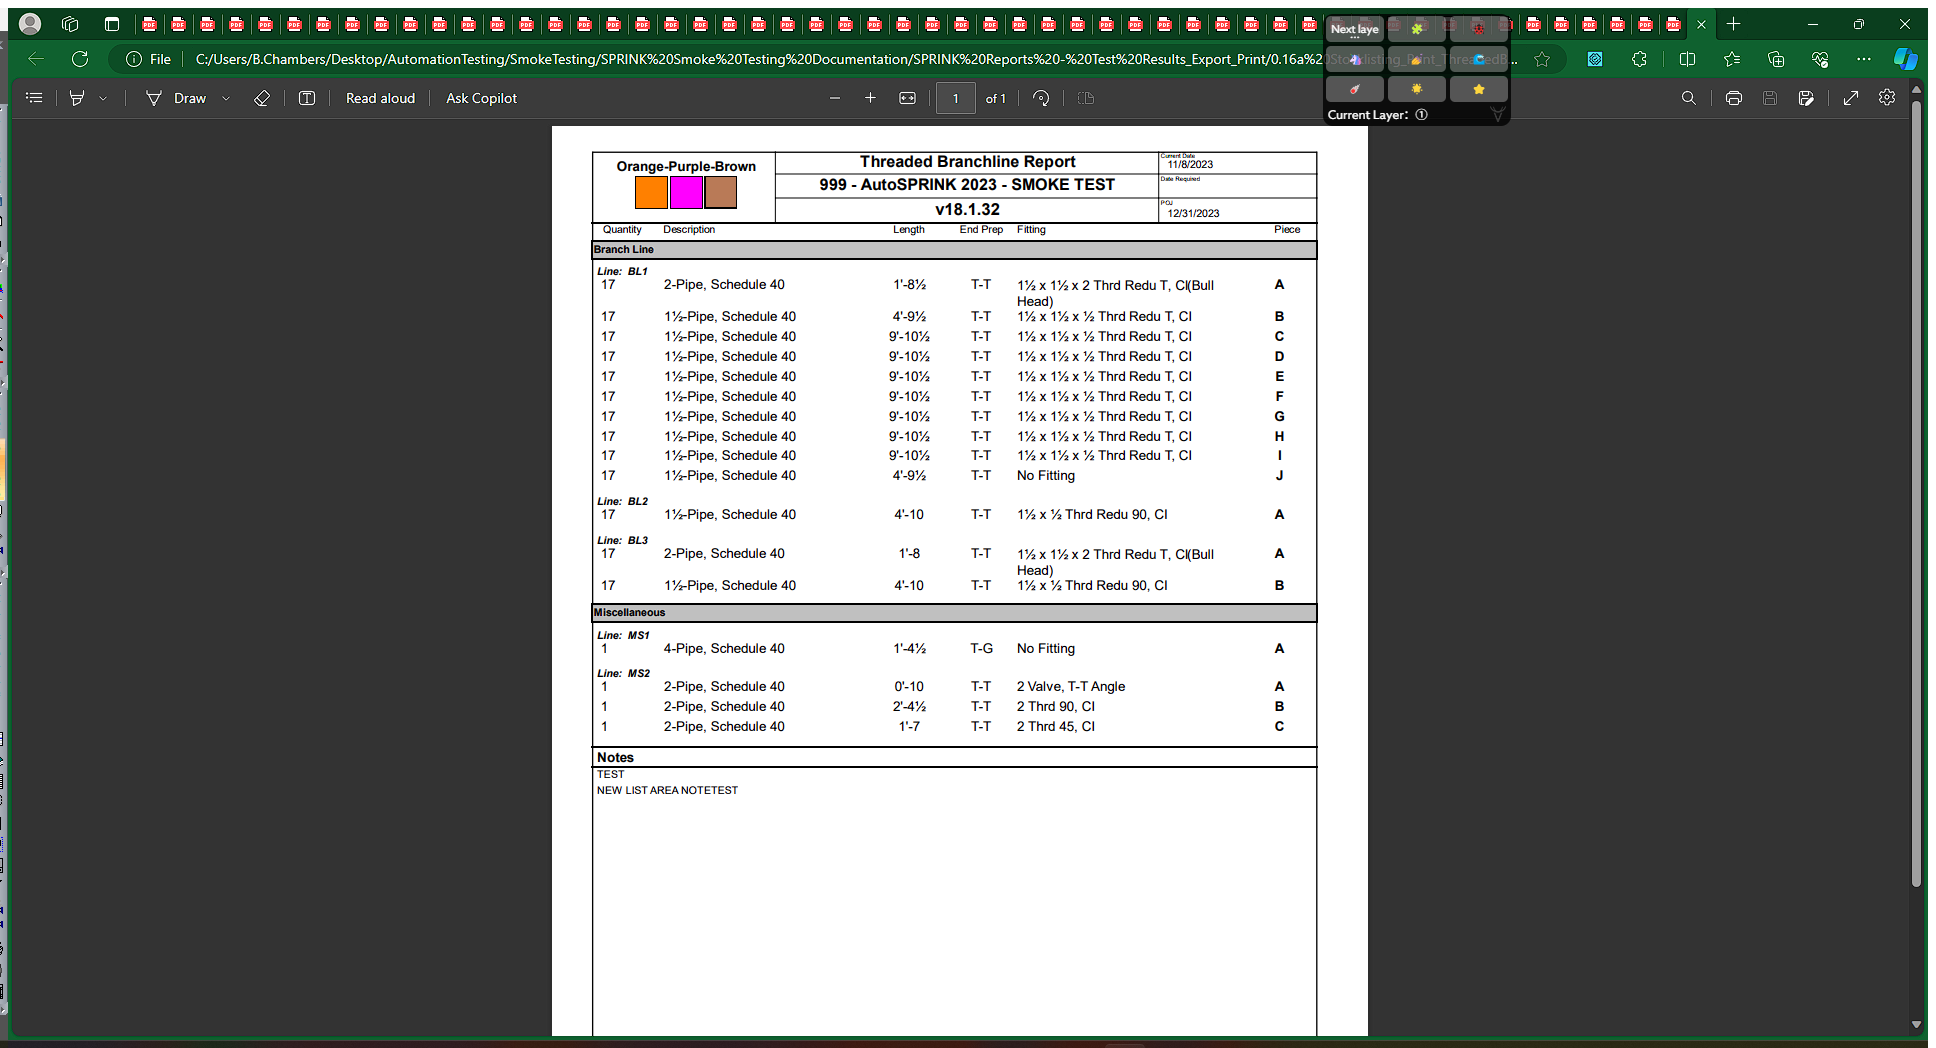 Next laye
File
C:/Users/B.Chambers/Desktop/AutomationTesting/SmokeTesting/SPRINK%20Smoke%20Testing%20Documentation/SPRINK%20Reports%20-%20Test%20Results_Export_Print/0.16a%20
Draw
Read aloud
Ask Copilot
1
of 1
Current Layer: ①
Orange-Purple-Brown
Threaded Branchline Report
Current Date
11/8/2023
999 - AutoSPRINK 2023 - SMOKE TEST
Date Required
v18.1.32
POJ
12/31/2023
Quantity Description Length End Prep Fitting Piece
Branch Line
Line: BL1
17 2-Pipe, Schedule 40 1'-8½ T-T 1½ x 1½ x 2 Thrd Redu T, CI(Bull A
Head)
17 1½-Pipe, Schedule 40 4'-9½ T-T 1½ x 1½ x ½ Thrd Redu T, CI B
17 1½-Pipe, Schedule 40 9'-10½ T-T 1½ x 1½ x ½ Thrd Redu T, CI C
17 1½-Pipe, Schedule 40 9'-10½ T-T 1½ x 1½ x ½ Thrd Redu T, CI D
17 1½-Pipe, Schedule 40 9'-10½ T-T 1½ x 1½ x ½ Thrd Redu T, CI E
17 1½-Pipe, Schedule 40 9'-10½ T-T 1½ x 1½ x ½ Thrd Redu T, CI F
17 1½-Pipe, Schedule 40 9'-10½ T-T 1½ x 1½ x ½ Thrd Redu T, CI G
17 1½-Pipe, Schedule 40 9'-10½ T-T 1½ x 1½ x ½ Thrd Redu T, CI H
17 1½-Pipe, Schedule 40 9'-10½ T-T 1½ x 1½ x ½ Thrd Redu T, CI I
17 1½-Pipe, Schedule 40 4'-9½ T-T No Fitting J
Line: BL2
17 1½-Pipe, Schedule 40 4'-10 T-T 1½ x ½ Thrd Redu 90, CI A
Line: BL3
17 2-Pipe, Schedule 40 1'-8 T-T 1½ x 1½ x 2 Thrd Redu T, CI(Bull A
Head)
17 1½-Pipe, Schedule 40 4'-10 T-T 1½ x ½ Thrd Redu 90, CI B
Miscellaneous
Line: MS1
1 4-Pipe, Schedule 40 1'-4½ T-G No Fitting A
Line: MS2
1 2-Pipe, Schedule 40 0'-10 T-T 2 Valve, T-T Angle A
1 2-Pipe, Schedule 40 2'-4½ T-T 2 Thrd 90, CI B
1 2-Pipe, Schedule 40 1'-7 T-T 2 Thrd 45, CI C
Notes
TEST
NEW LIST AREA NOTETEST